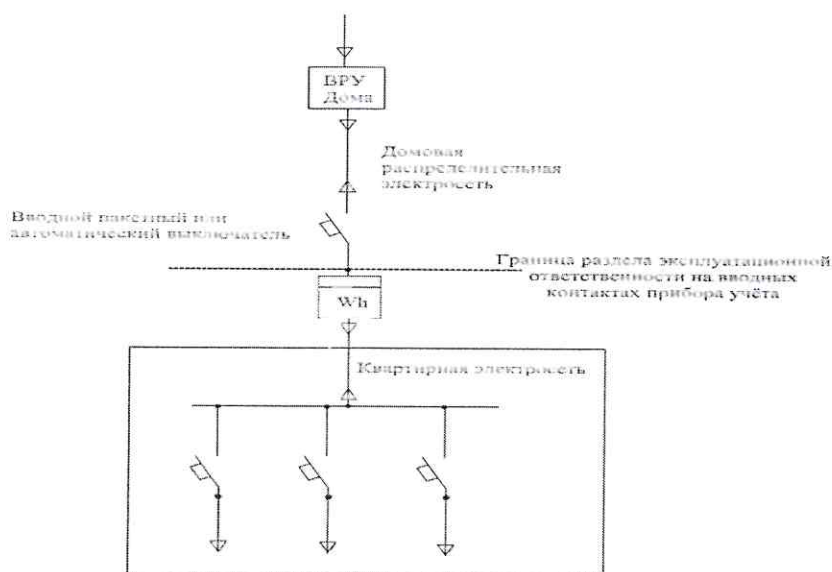 ВРУ
Дома
Домовая
распределительная
электросеть
Вводной пакетный или
автоматический выключатель
Граница раздела эксплуатационной
ответственности на вводных
контактах прибора учёта
Wh
Квартирная электросеть